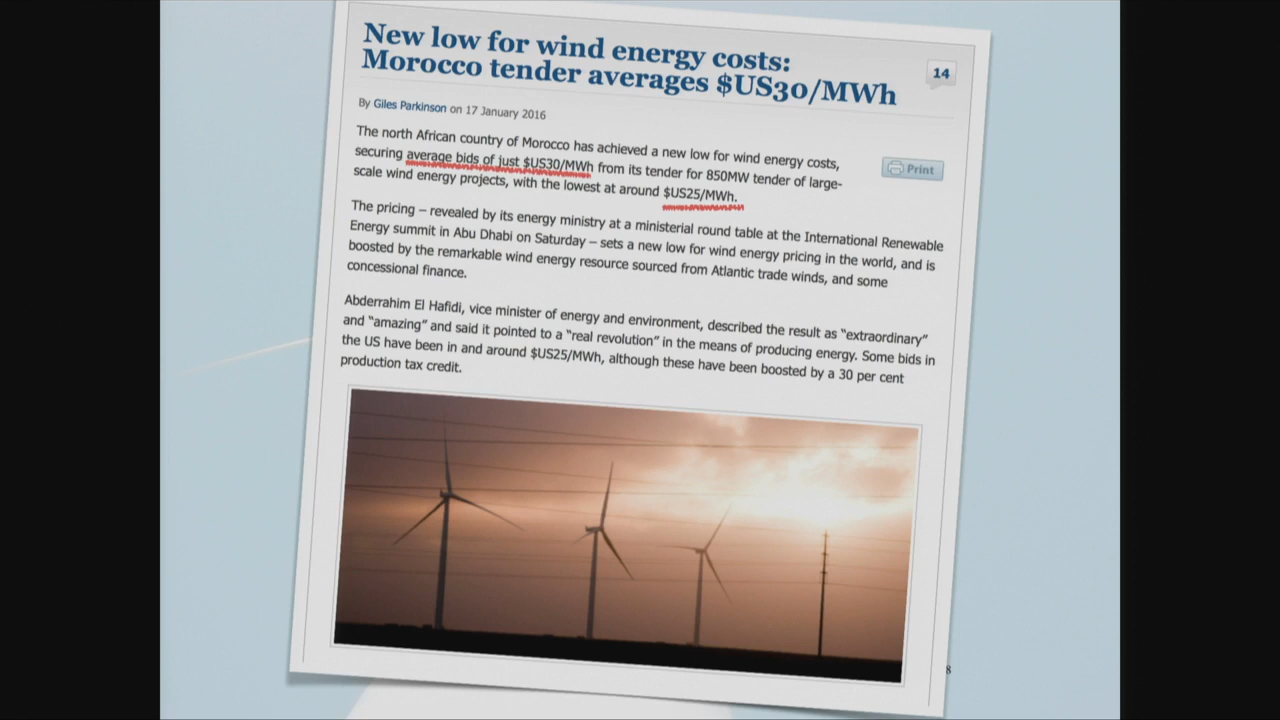 New low for wind energy costs:
Morocco tender averages $US30/MWh
14
By Giles Parkinson on 17 January 2016
Print
The north African country of Morocco has achieved a new low for wind energy costs,
securing average bids of just $US30/MWh from its tender for 850MW tender of large-
scale wind energy projects, with the lowest at around $US25/MWh.
The pricing – revealed by its energy ministry at a ministerial round table at the International Renewable
Energy summit in Abu Dhabi on Saturday – sets a new low for wind energy pricing in the world, and is
boosted by the remarkable wind energy resource sourced from Atlantic trade winds, and some
concessional finance.
Abderrahim El Hafidi, vice minister of energy and environment, described the result as “extraordinary”
and “amazing” and said it pointed to a “real revolution” in the means of producing energy. Some bids in
the US have been in and around $US25/MWh, although these have been boosted by a 30 per cent
production tax credit.
8